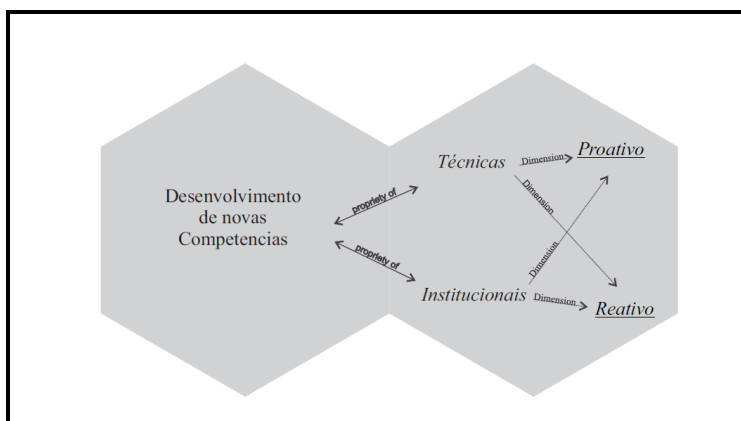 Desenvolvimento
de novas
Competencias
propriety of
propriety of
Técnicas
Dimension
Proativo
Dimension
Dimension
Institucionais
Dimension
Reativo